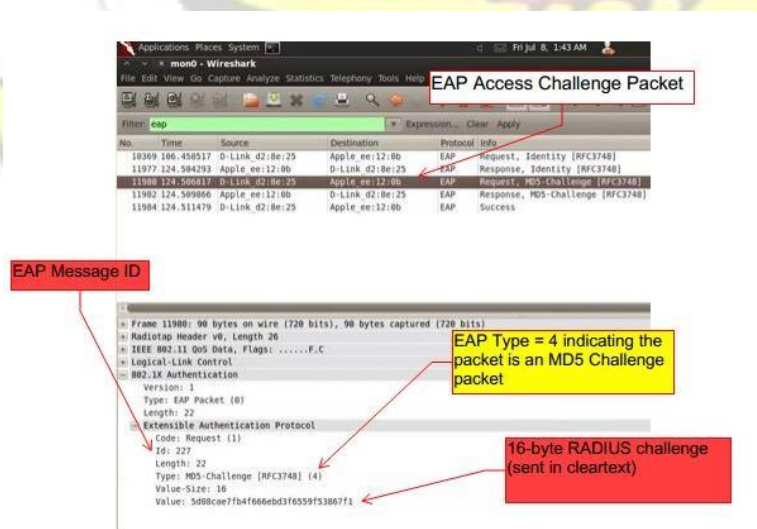 Applications Places System
Fri Jul 8, 1:43 AM
mon0 - Wireshark
File Edit View Go Capture Analyze Statistics Telephony Tools Help
EAP Access Challenge Packet
Filter: eap
Expression... Clear Apply
No. Time Source Destination Protocol Info
10369 106.450517 D-Link_d2:8e:25 Apple_ee:12:0b EAP Request, Identity [RFC3748]
11977 124.504293 Apple_ee:12:0b D-Link_d2:8e:25 EAP Response, Identity [RFC3748]
11980 124.506017 D-Link_d2:8e:25 Apple_ee:12:0b EAP Request, MD5-Challenge [RFC3748]
11982 124.509866 Apple_ee:12:0b D-Link_d2:8e:25 EAP Response, MD5-Challenge [RFC3748]
11984 124.511479 D-Link_d2:8e:25 Apple_ee:12:0b EAP Success
EAP Message ID
Frame 11980: 90 bytes on wire (720 bits), 90 bytes captured (720 bits)
Radiotap Header v0, Length 26
IEEE 802.11 QoS Data, Flags: ......F.C
Logical-Link Control
802.1X Authentication
Version: 1
Type: EAP Packet (0)
Length: 22
Extensible Authentication Protocol
Code: Request (1)
Id: 227
Length: 22
Type: MD5-Challenge [RFC3748] (4)
Value-Size: 16
Value: 5d08cae7fb4f666ebd3f6559f53867f1
EAP Type = 4 indicating the
packet is an MD5 Challenge
packet
16-byte RADIUS challenge
(sent in cleartext)